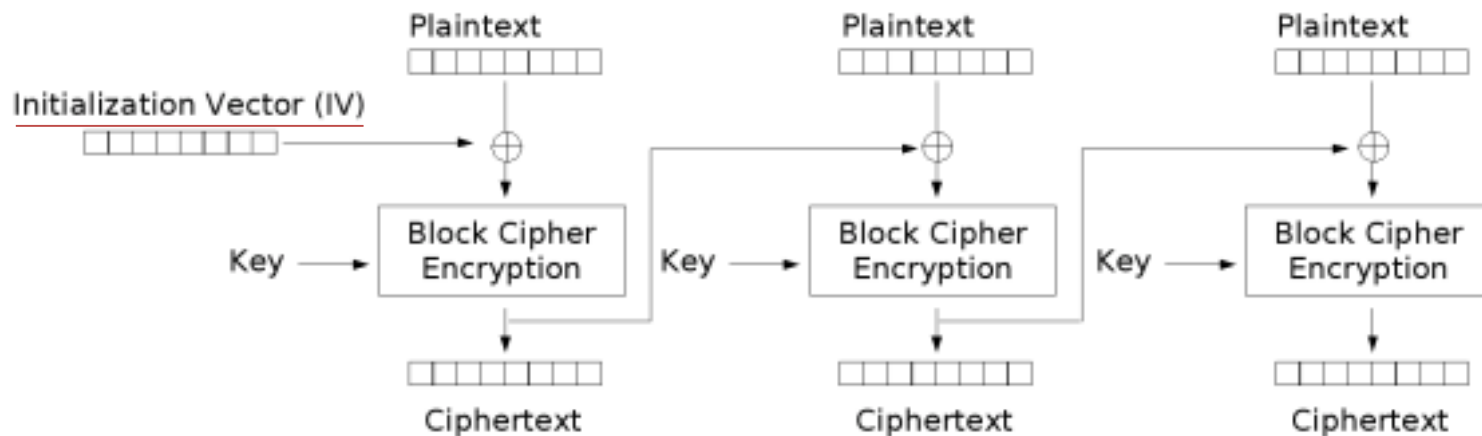 Plaintext
Plaintext
Plaintext
Initialization Vector (IV)
Block Cipher
Encryption
Block Cipher
Encryption
Block Cipher
Encryption
Key
Key
Key
Ciphertext
Ciphertext
Ciphertext